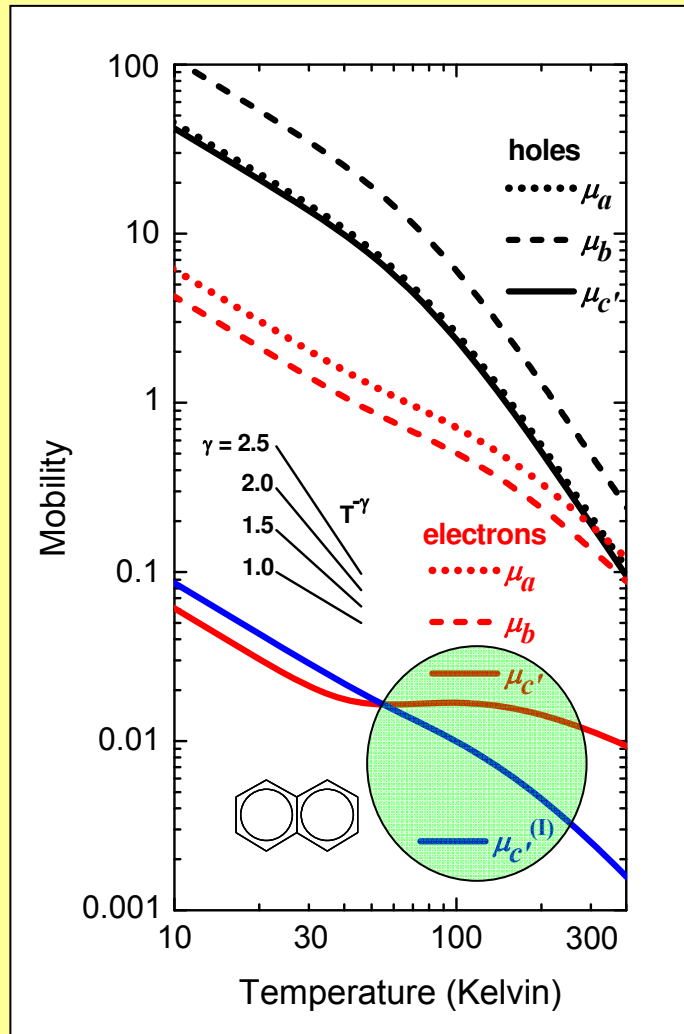 100
10
1
0.1
0.01
0.001
Mobility
holes
μa
μb
μc'
γ = 2.5
2.0
1.5
1.0
T-γ
electrons
μa
μb
μc'
μc'(I)
10 30 100 300
Temperature (Kelvin)